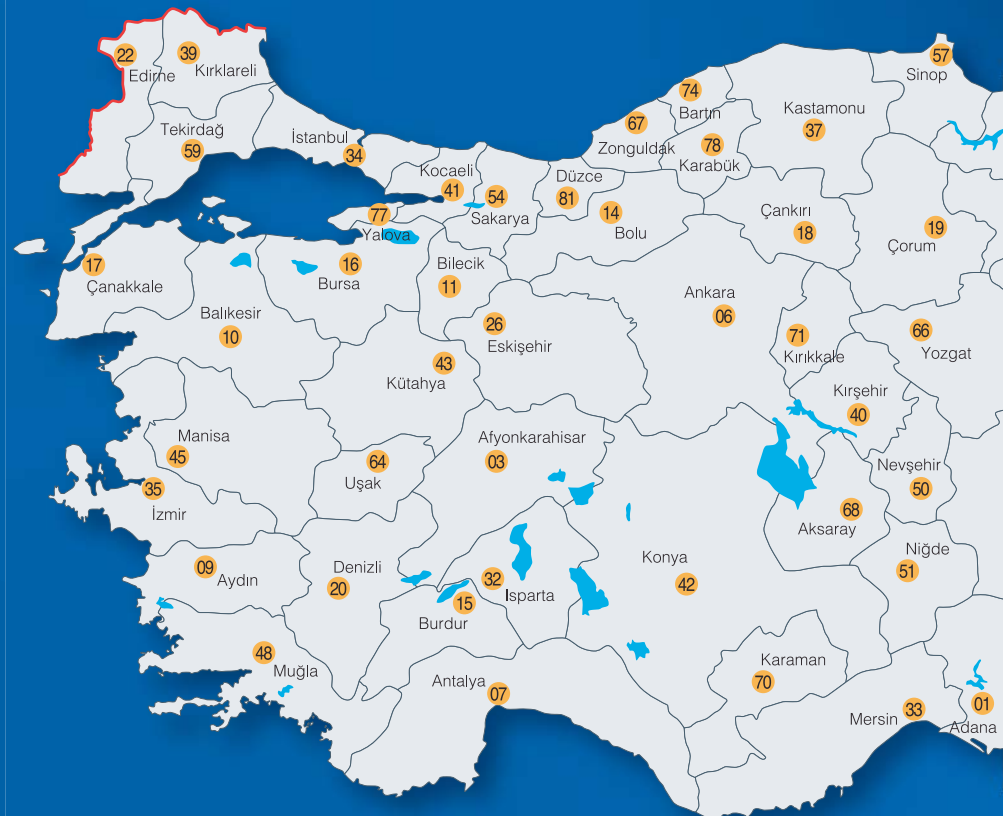 22
Edirne
39
Kırklareli
Tekirdağ
59
İstanbul
34
Kocaeli
41
54
Sakarya
Düzce
81
67
Zonguldak
74
Bartın
78
Karabük
Kastamonu
37
57
Sinop
77
Yalova
14
Bolu
Çankırı
18
19
Çorum
17
Çanakkale
16
Bursa
Bilecik
11
Balıkesir
10
26
Eskişehir
Ankara
06
71
Kırıkkale
66
Yozgat
43
Kütahya
Kırşehir
40
Manisa
45
64
Uşak
Afyonkarahisar
03
Nevşehir
50
35
İzmir
68
Aksaray
09
Aydın
Denizli
20
32
Isparta
15
Burdur
Konya
42
Niğde
51
48
Muğla
Antalya
07
Karaman
70
Mersin
33
01
Adana